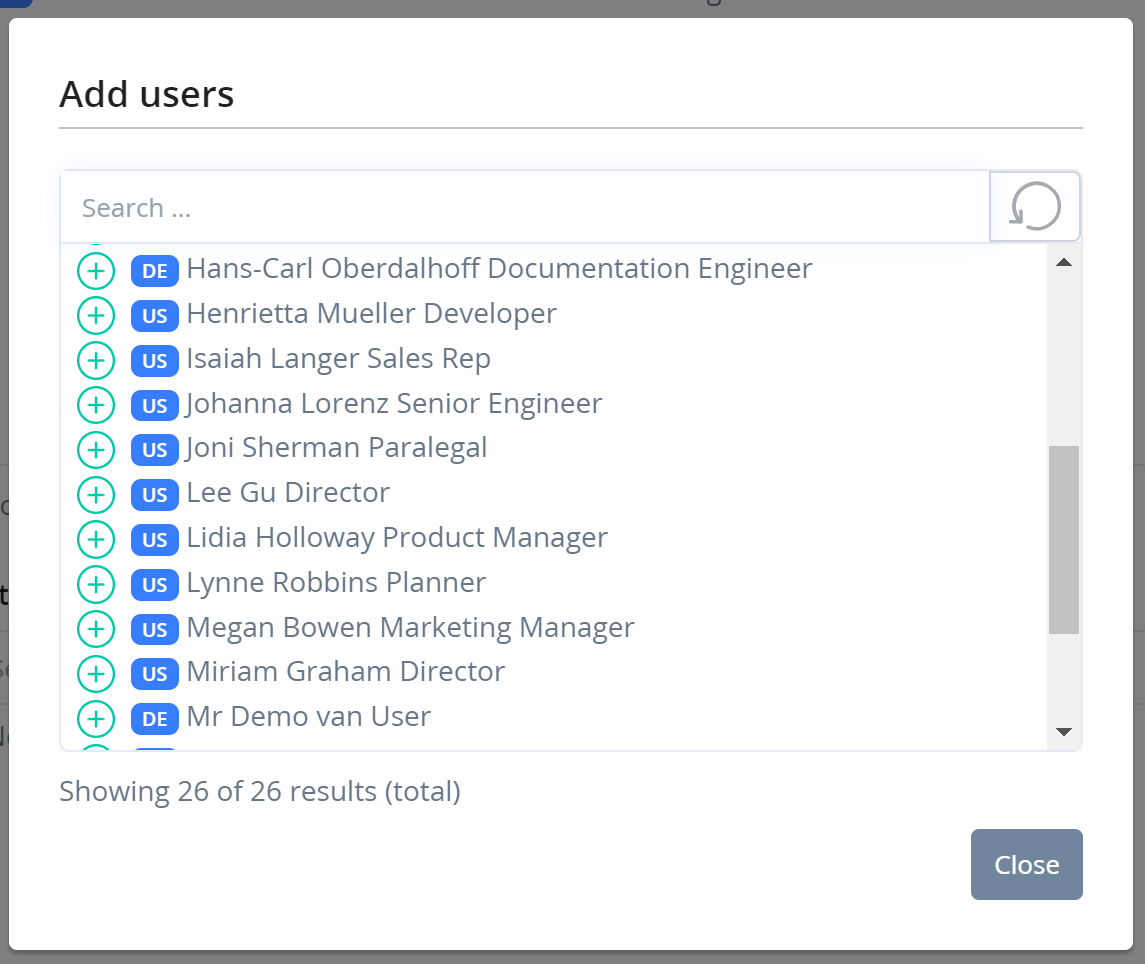 Add users
Search ...
DE Hans-Carl Oberdalhoff Documentation Engineer
US Henrietta Mueller Developer
US Isaiah Langer Sales Rep
US Johanna Lorenz Senior Engineer
US Joni Sherman Paralegal
US Lee Gu Director
US Lidia Holloway Product Manager
US Lynne Robbins Planner
US Megan Bowen Marketing Manager
US Miriam Graham Director
DE Mr Demo van User
Showing 26 of 26 results (total)
Close